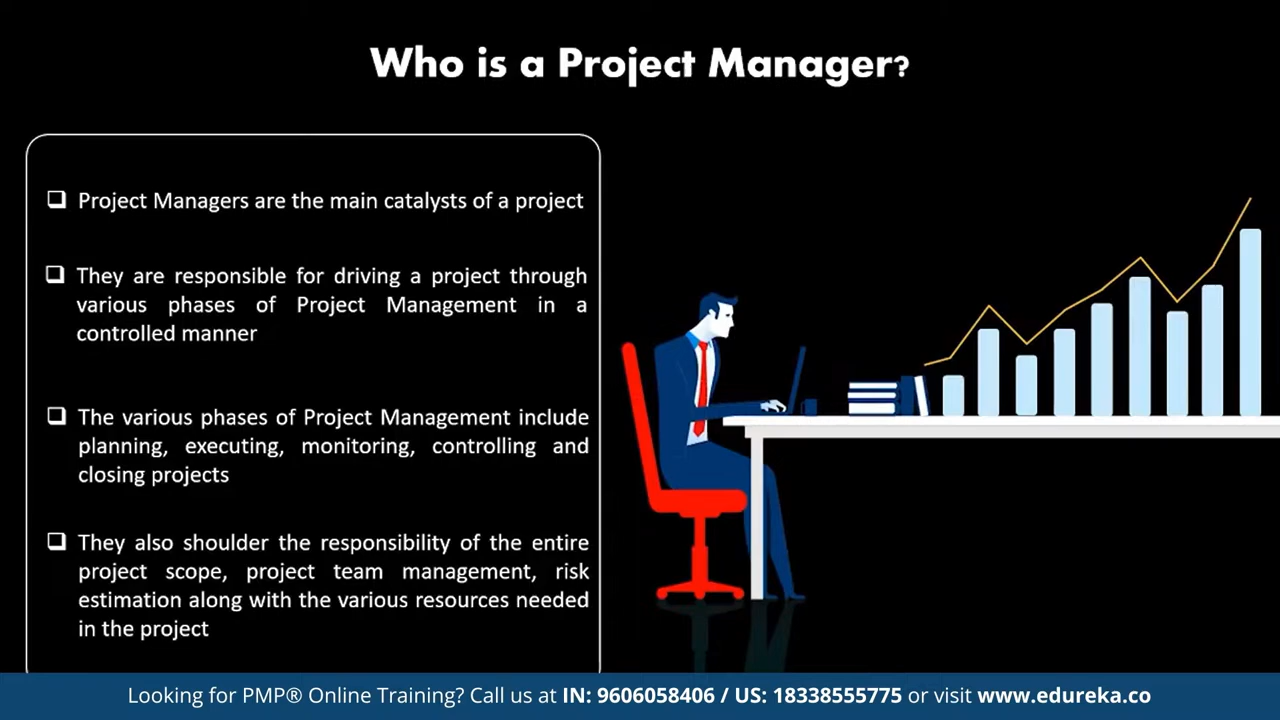 Who is a Project Manager?
❑ Project Managers are the main catalysts of a project
❑ They are responsible for driving a project through
various phases of Project Management in a
controlled manner
❑ The various phases of Project Management include
planning, executing, monitoring, controlling and
closing projects
❑ They also shoulder the responsibility of the entire
project scope, project team management, risk
estimation along with the various resources needed
in the project
Looking for PMP® Online Training? Call us at IN: 9606058406 / US: 18338555775 or visit www.edureka.co